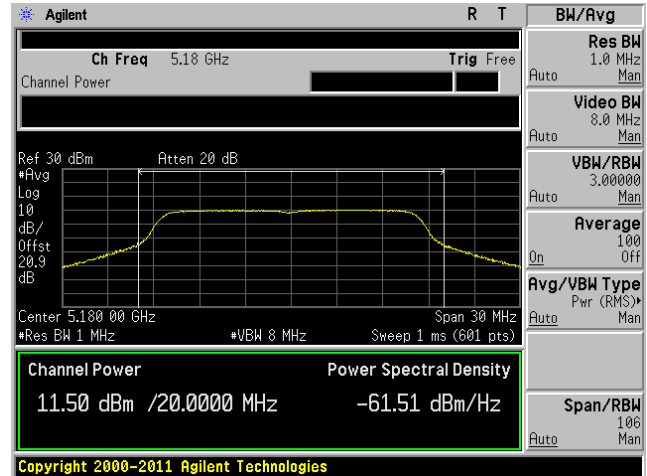 Agilent R T
Ch Freq 5.18 GHz Trig Free
Channel Power
Ref 30 dBm Atten 20 dB
#Avg
Log
10
dB/
Offst
20.9
dB
Center 5.180 00 GHz Span 30 MHz
#Res BW 1 MHz #VBW 8 MHz Sweep 1 ms (601 pts)
Channel Power Power Spectral Density
11.50 dBm /20.0000 MHz -61.51 dBm/Hz
Copyright 2000-2011 Agilent Technologies
BW/Avg
Res BW
1.0 MHz
Auto Man
Video BW
8.0 MHz
Auto Man
VBW/RBW
3.00000
Auto Man
Average
100
On Off
Avg/VBW Type
Pwr (RMS)▸
Auto Man
Span/RBW
106
Auto Man